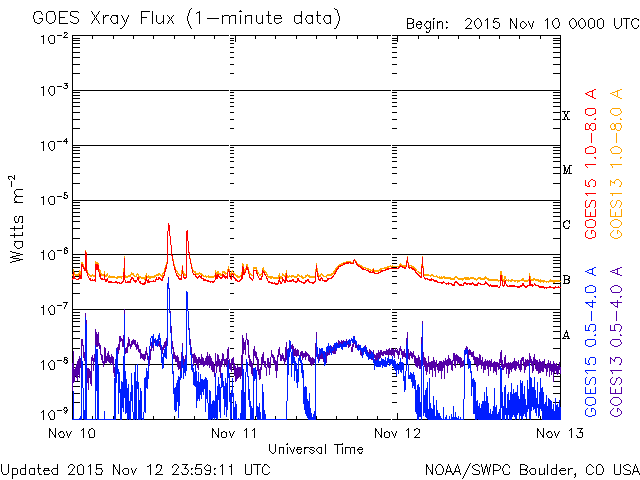 GOES Xray Flux (1-minute data)
Begin: 2015 Nov 10 0000 UTC
10⁻²
10⁻³
10⁻⁴
10⁻⁵
10⁻⁶
10⁻⁷
10⁻⁸
10⁻⁹
Watts m⁻²
X
M
C
B
A
GOES15 1.0-8.0 A
GOES13 1.0-8.0 A
GOES15 0.5-4.0 A
GOES13 0.5-4.0 A
Nov 10
Nov 11
Nov 12
Nov 13
Universal Time
Updated 2015 Nov 12 23:59:11 UTC
NOAA/SWPC Boulder, CO USA